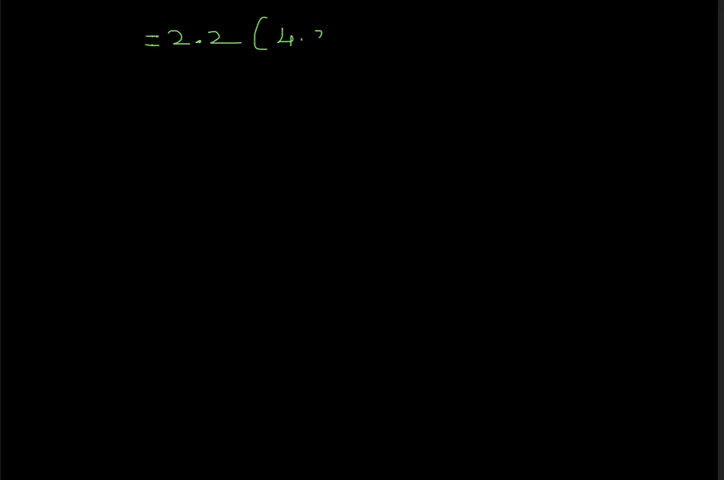 = 2.2 ( 4.